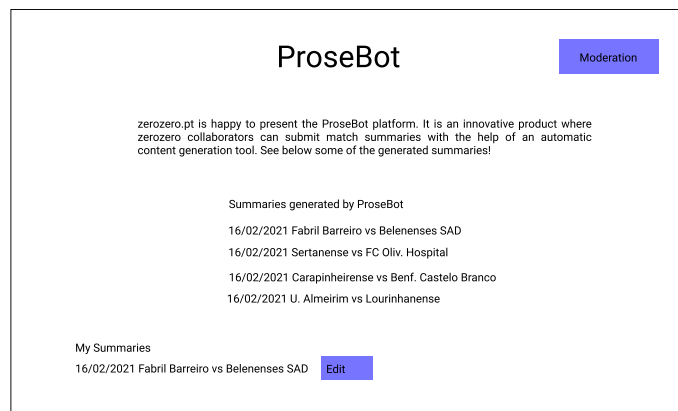 ProseBot
Moderation
zerozero.pt is happy to present the ProseBot platform. It is an innovative product where
zerozero collaborators can submit match summaries with the help of an automatic
content generation tool. See below some of the generated summaries!
Summaries generated by ProseBot
16/02/2021 Fabril Barreiro vs Belenenses SAD
16/02/2021 Sertanense vs FC Oliv. Hospital
16/02/2021 Carapinheirense vs Benf. Castelo Branco
16/02/2021 U. Almeirim vs Lourinhanense
My Summaries
16/02/2021 Fabril Barreiro vs Belenenses SAD Edit